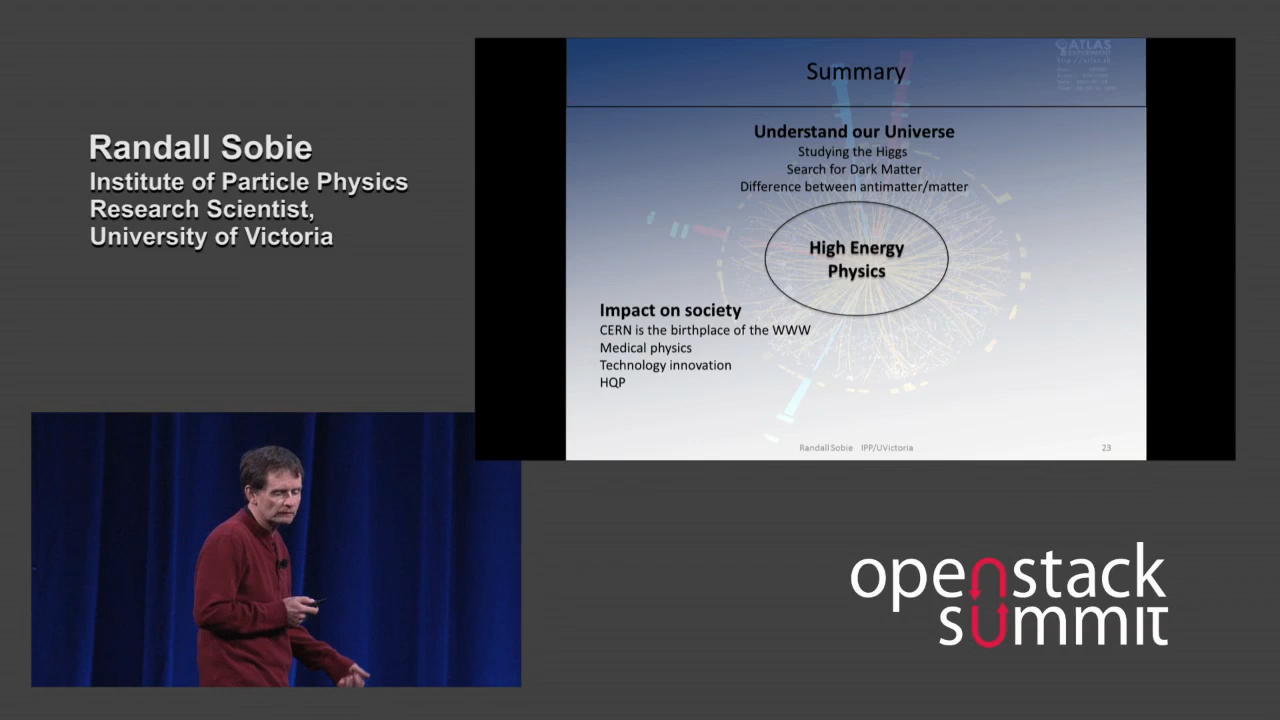 Randall Sobie
Institute of Particle Physics
Research Scientist,
University of Victoria
ATLAS
EXPERIMENT
Summary
Understand our Universe
Studying the Higgs
Search for Dark Matter
Difference between antimatter/matter
High Energy
Physics
Impact on society
CERN is the birthplace of the WWW
Medical physics
Technology innovation
HQP
Randall Sobie IPP/UVictoria
23
openstack
summit